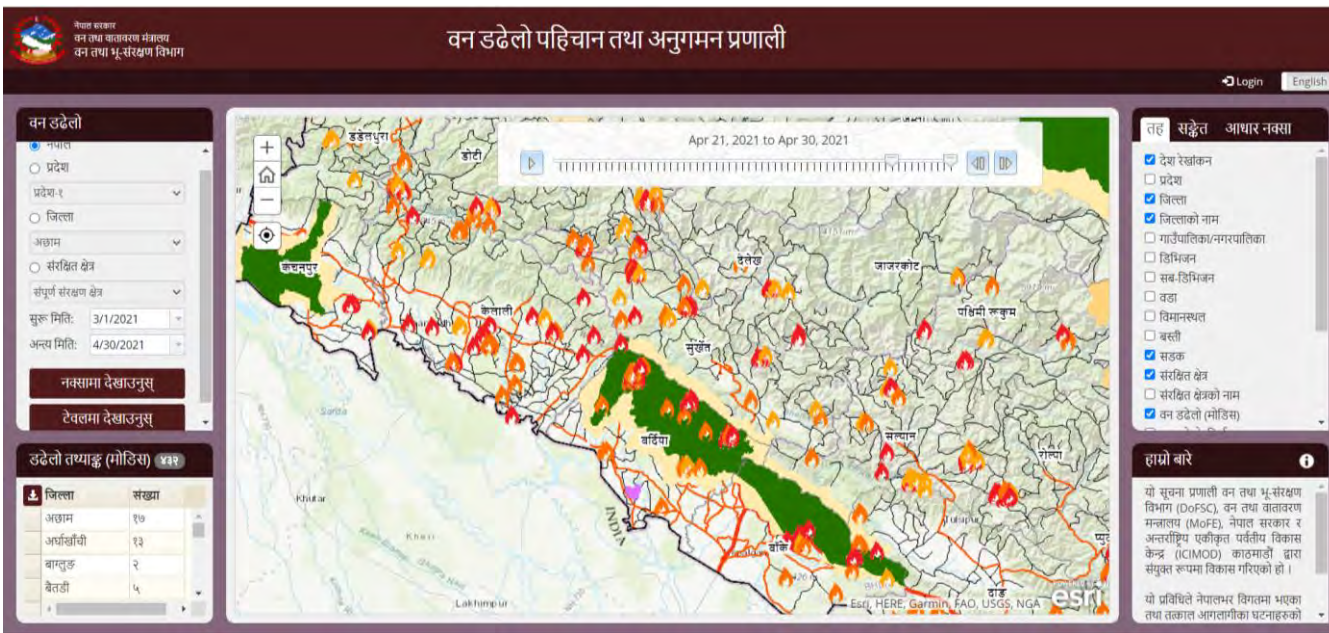 नेपाल सरकार
वन तथा वातावरण मंत्रालय
वन तथा भू-संरक्षण विभाग
वन डढेलो पहिचान तथा अनुगमन प्रणाली
Login
English
वन डढेलो
नेपाल
प्रदेश
प्रदेश-१
जिल्ला
अछाम
संरक्षित क्षेत्र
संपूर्ण संरक्षण क्षेत्र
सुरू मिति: 3/1/2021
अन्त्य मिति: 4/30/2021
नक्सामा देखाउनुस्
टेवलमा देखाउनुस्
डढेलो तथ्याङ्क (मोडिस) ४३२
जिल्ला संख्या
अछाम १७
अर्घाखाँची १३
बाग्लुङ २
बैतडी ५
Apr 21, 2021 to Apr 30, 2021
डडेलधुरा
डोटी
कंचनपुर
कैलाली
दैलेख
जाजरकोट
पश्चिमी रूकुम
सुर्खेत
सल्यान
रोल्पा
बर्दिया
बाँके
दाङ
Khutar
Kheri
INDIA
Tulsipur
Lakhimpur
Esri, HERE, Garmin, FAO, USGS, NGA
esri
तह सङ्केत आधार नक्सा
देश रेखांकन
प्रदेश
जिल्ला
जिल्लाको नाम
गाउँपालिका/नगरपालिका
डिभिजन
सब-डिभिजन
वडा
विमानस्थल
बस्ती
सडक
संरक्षित क्षेत्र
संरक्षित क्षेत्रको नाम
वन डढेलो (मोडिस)
हाम्रो बारे
यो सूचना प्रणाली वन तथा भू-संरक्षण
विभाग (DoFSC), वन तथा वातावरण
मन्त्रालय (MoFE), नेपाल सरकार र
अन्तर्राष्ट्रिय एकीकृत पर्वतीय विकास
केन्द्र (ICIMOD) काठमाडौं द्वारा
संयुक्त रूपमा विकास गरिएको हो ।
यो प्रविधिले नेपालभर विगतमा भएका
तथा तत्काल आगलागीका घटनाहरुको